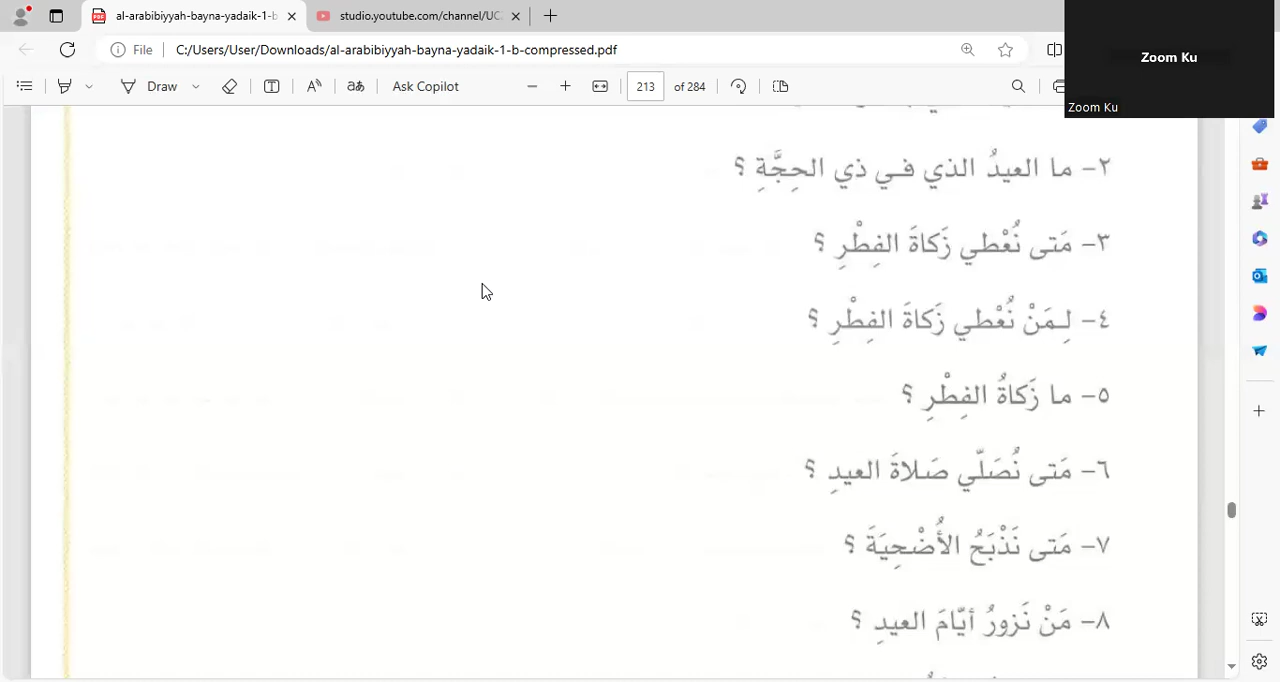 al-arabibiyyah-bayna-yadaik-1-b
studio.youtube.com/channel/UC
File
C:/Users/User/Downloads/al-arabibiyyah-bayna-yadaik-1-b-compressed.pdf
Zoom Ku
Zoom Ku
Draw
Ask Copilot
213 of 284
٢- ما العيدُ الذي فـي ذي الحِجَّةِ ؟
٣- مَتى نُعْطي زَكاةَ الفِطْرِ ؟
٤- لِـمَنْ نُعْطي زَكاةَ الفِطْرِ ؟
٥- ما زَكاةُ الفِطْرِ ؟
٦- مَتى نُصَلّي صَلاةَ العيدِ ؟
٧- مَتى نَذْبَحُ الأُضْحِيَةَ ؟
٨- مَنْ نَزورُ أيّامَ العيدِ ؟